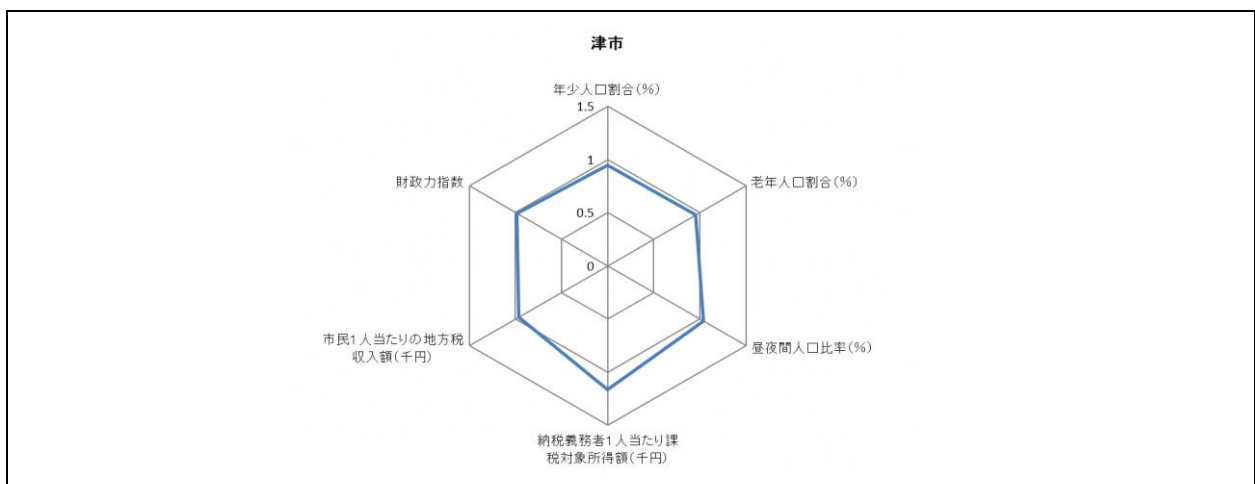 津市
年少人口割合(%)
1.5
1
0.5
0
老年人口割合(%)
昼夜間人口比率(%)
納税義務者1人当たり課
税対象所得額(千円)
市民1人当たりの地方税
収入額(千円)
財政力指数